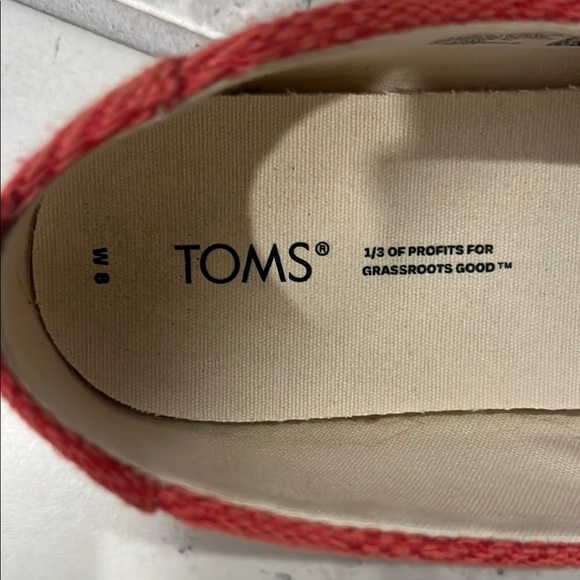 W 8
TOMS®
1/3 OF PROFITS FOR
GRASSROOTS GOOD™